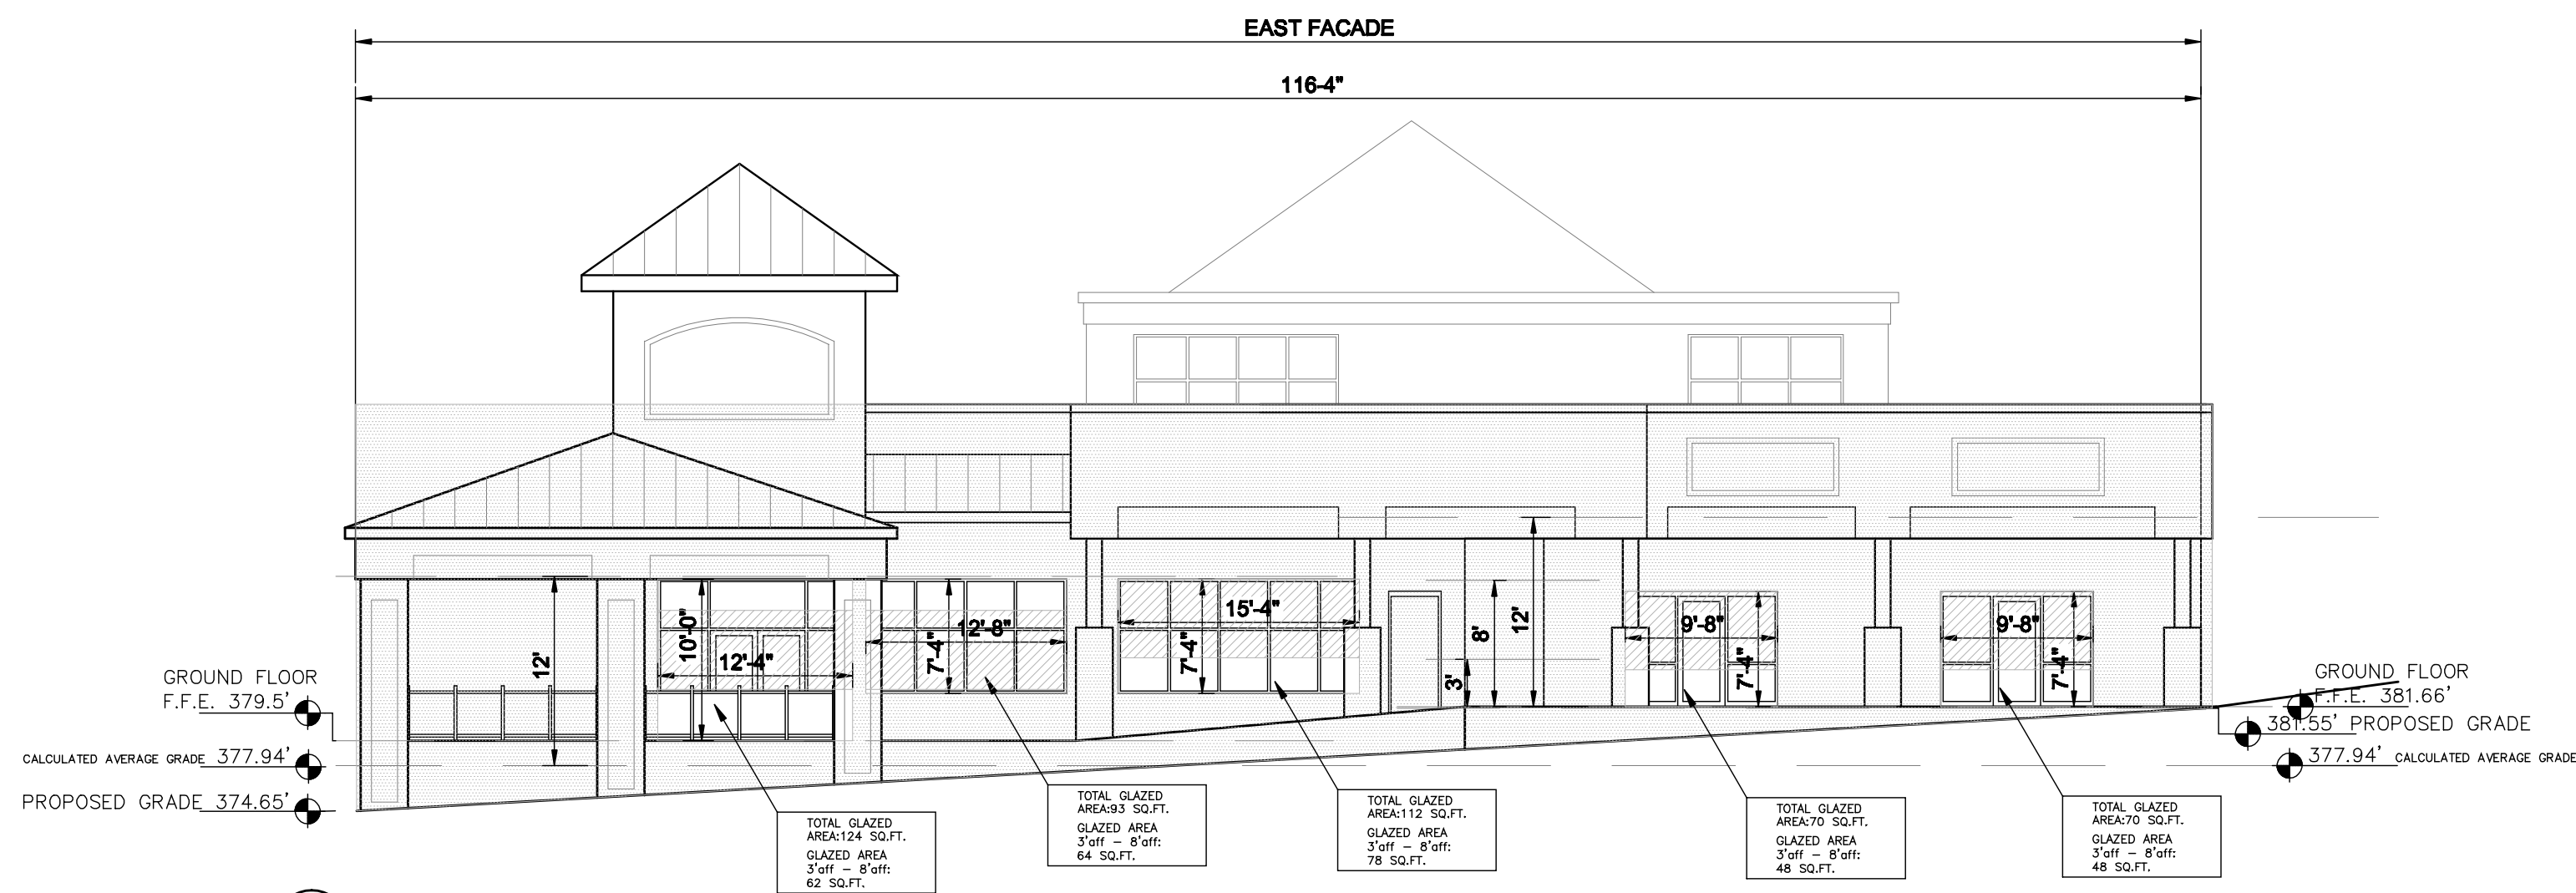 EAST FACADE
116-4"
10'-0"
12'-4"
12'
7'-4"
12'-8"
7'-4"
15'-4"
3'
8'
12'
9'-8"
7'-4"
9'-8"
7'-4"
GROUND FLOOR
F.F.E. 379.5'
CALCULATED AVERAGE GRADE 377.94'
PROPOSED GRADE 374.65'
GROUND FLOOR
F.F.E. 381.66'
381.55' PROPOSED GRADE
377.94' CALCULATED AVERAGE GRADE
TOTAL GLAZED
AREA:124 SQ.FT.
GLAZED AREA
3'aff – 8'aff:
62 SQ.FT.
TOTAL GLAZED
AREA:93 SQ.FT.
GLAZED AREA
3'aff – 8'aff:
64 SQ.FT.
TOTAL GLAZED
AREA:112 SQ.FT.
GLAZED AREA
3'aff – 8'aff:
78 SQ.FT.
TOTAL GLAZED
AREA:70 SQ.FT.
GLAZED AREA
3'aff – 8'aff:
48 SQ.FT.
TOTAL GLAZED
AREA:70 SQ.FT.
GLAZED AREA
3'aff – 8'aff:
48 SQ.FT.